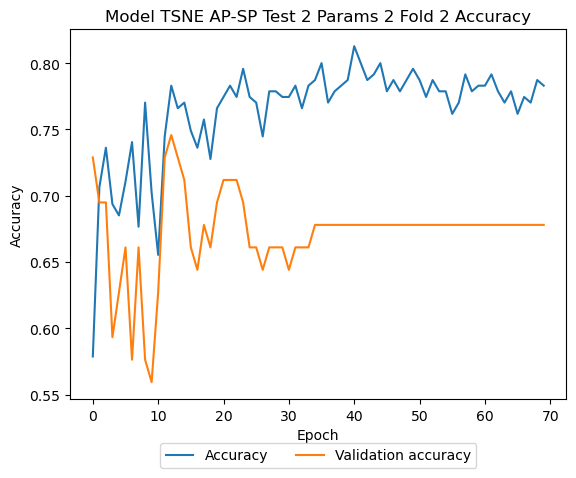 Model TSNE AP-SP Test 2 Params 2 Fold 2 Accuracy
Accuracy
0.80
0.75
0.70
0.65
0.60
0.55
0 10 20 30 40 50 60 70
Epoch
Accuracy Validation accuracy